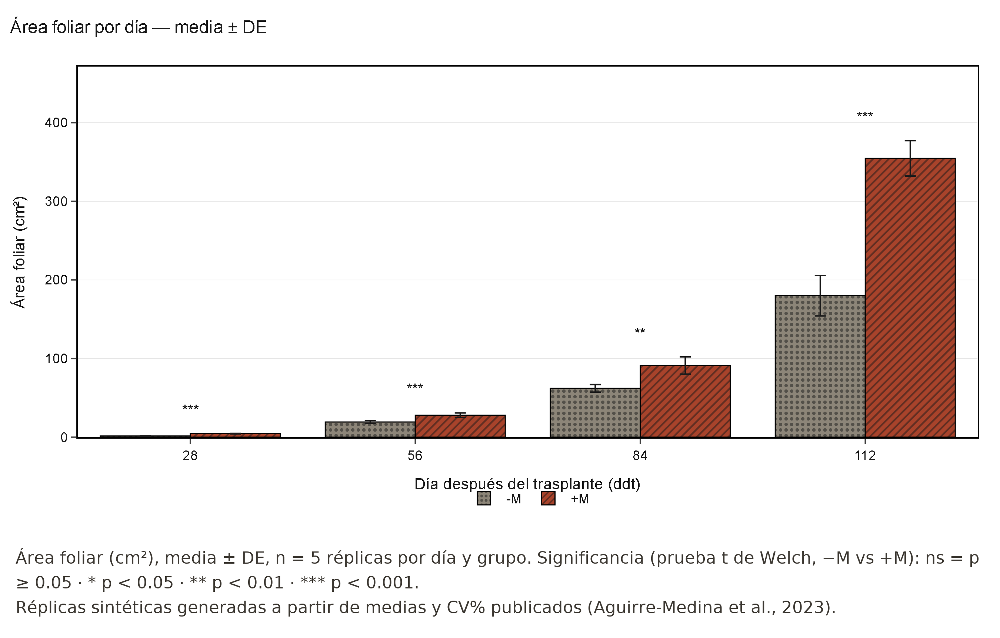 Área foliar por día — media ± DE
Área foliar (cm²)
400
300
200
100
0
***
***
**
***
28
56
84
112
Día después del trasplante (ddt)
-M
+M
Área foliar (cm²), media ± DE, n = 5 réplicas por día y grupo. Significancia (prueba t de Welch, −M vs +M): ns = p
≥ 0.05 · * p < 0.05 · ** p < 0.01 · *** p < 0.001.
Réplicas sintéticas generadas a partir de medias y CV% publicados (Aguirre-Medina et al., 2023).